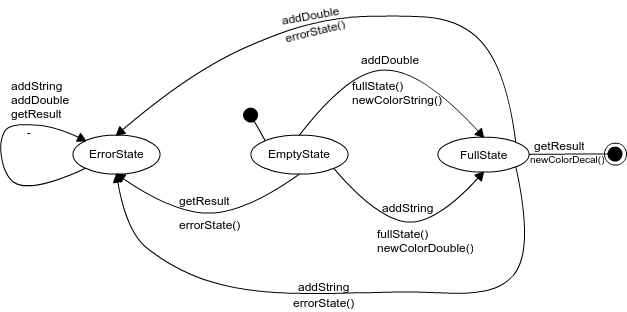 addDouble
errorState()
addDouble
fullState()
newColorString()
addString
addDouble
getResult
-
ErrorState
EmptyState
FullState
getResult
newColorDecal()
getResult
errorState()
addString
fullState()
newColorDouble()
addString
errorState()